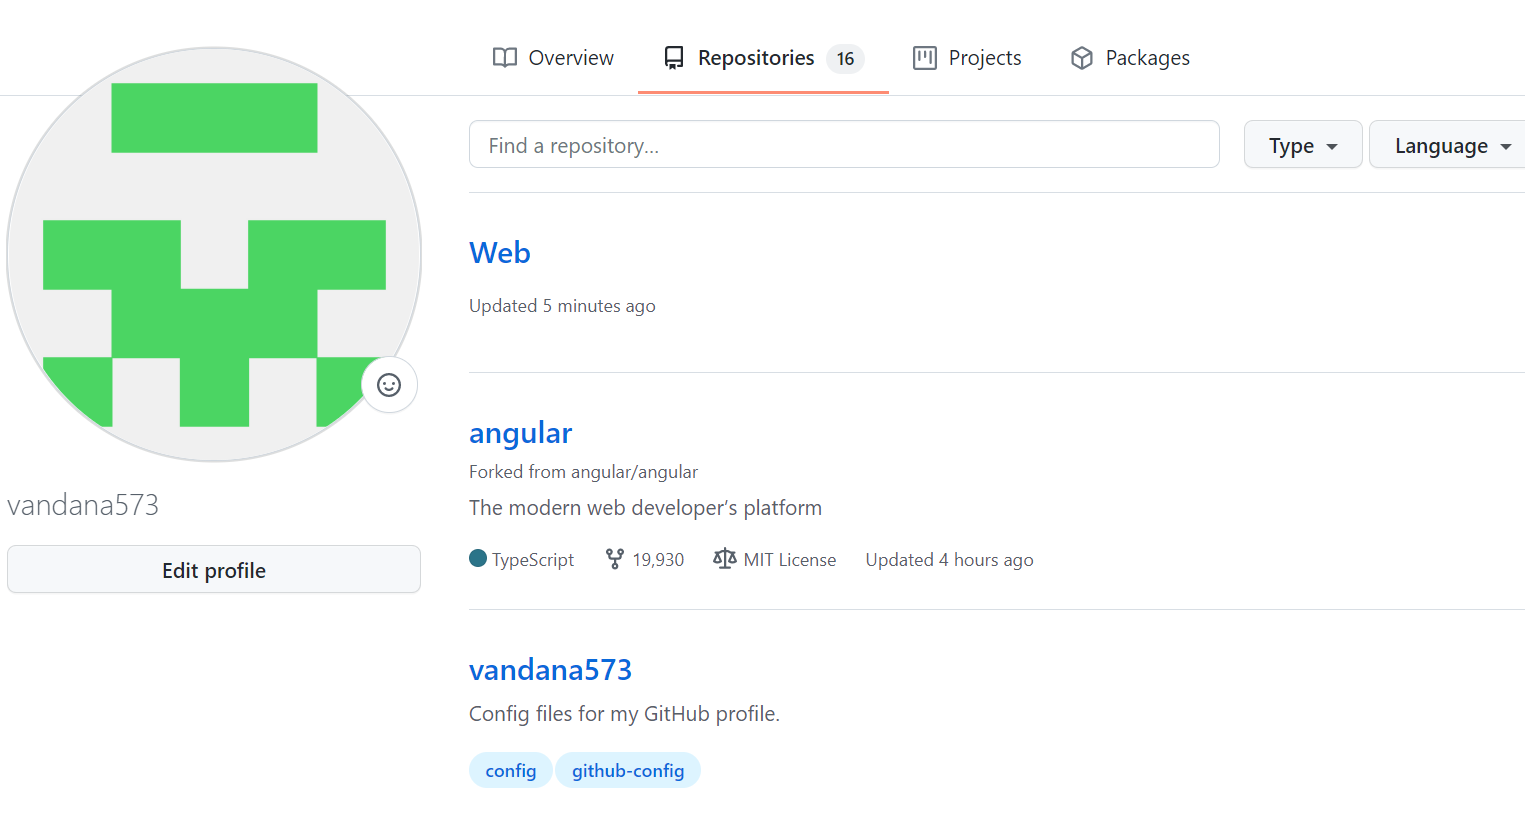 Overview Repositories 16 Projects Packages
Find a repository... Type Language
Web
Updated 5 minutes ago
angular
Forked from angular/angular
The modern web developer’s platform
TypeScript 19,930 MIT License Updated 4 hours ago
vandana573
Edit profile
vandana573
Config files for my GitHub profile.
config github-config